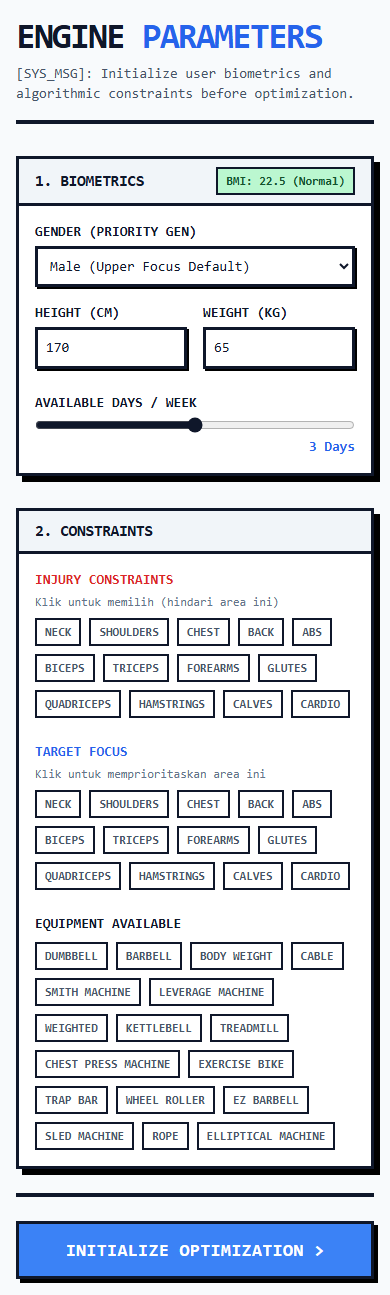 ENGINE PARAMETERS
[SYS_MSG]: Initialize user biometrics and
algorithmic constraints before optimization.
1. BIOMETRICS
BMI: 22.5 (Normal)
GENDER (PRIORITY GEN)
Male (Upper Focus Default)
HEIGHT (CM) WEIGHT (KG)
170 65
AVAILABLE DAYS / WEEK
3 Days
2. CONSTRAINTS
INJURY CONSTRAINTS
Klik untuk memilih (hindari area ini)
NECK SHOULDERS CHEST BACK ABS
BICEPS TRICEPS FOREARMS GLUTES
QUADRICEPS HAMSTRINGS CALVES CARDIO
TARGET FOCUS
Klik untuk memprioritaskan area ini
NECK SHOULDERS CHEST BACK ABS
BICEPS TRICEPS FOREARMS GLUTES
QUADRICEPS HAMSTRINGS CALVES CARDIO
EQUIPMENT AVAILABLE
DUMBBELL BARBELL BODY WEIGHT CABLE
SMITH MACHINE LEVERAGE MACHINE
WEIGHTED KETTLEBELL TREADMILL
CHEST PRESS MACHINE EXERCISE BIKE
TRAP BAR WHEEL ROLLER EZ BARBELL
SLED MACHINE ROPE ELLIPTICAL MACHINE
INITIALIZE OPTIMIZATION >